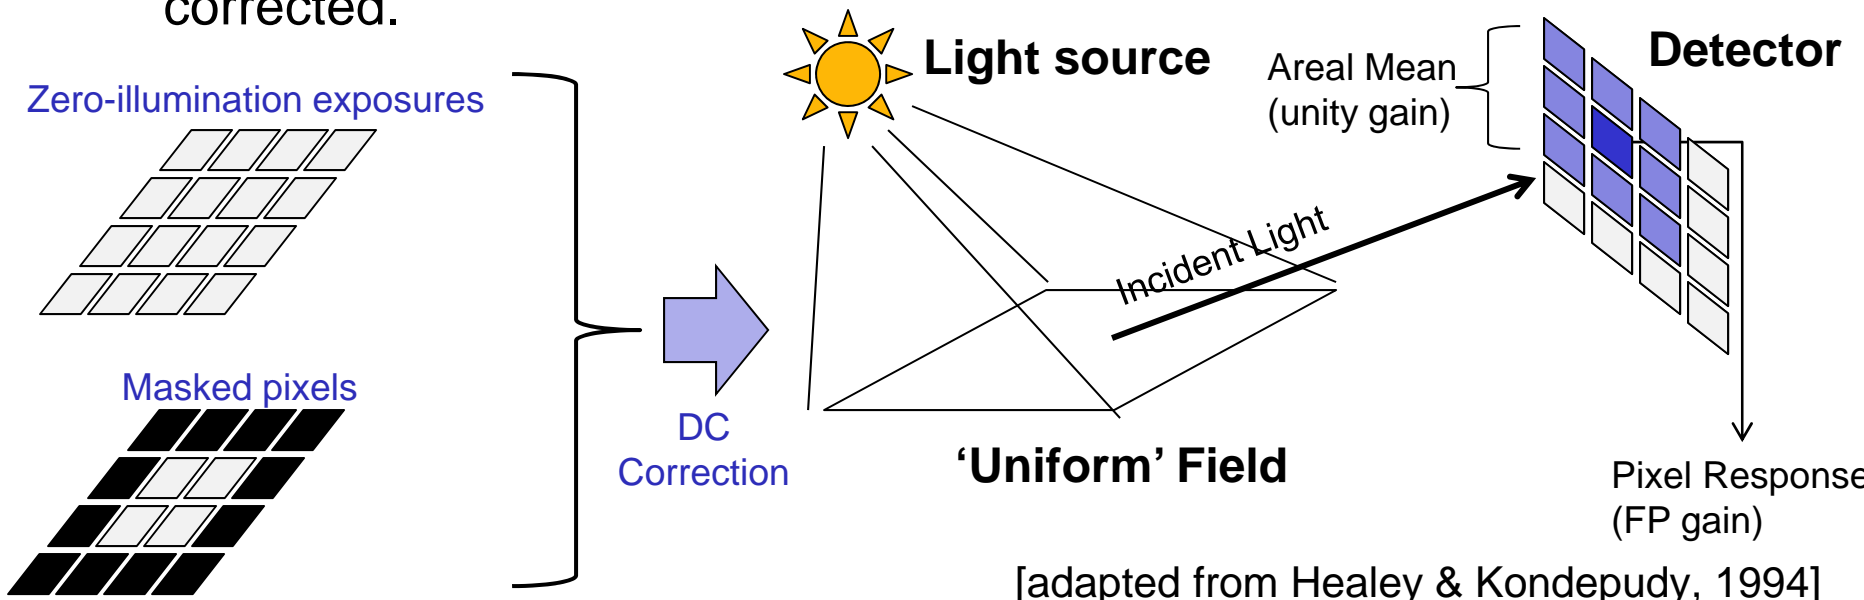 corrected.
Zero-illumination exposures
Masked pixels
DC
Correction
Light source
‘Uniform’ Field
Incident Light
Areal Mean
(unity gain)
Detector
Pixel Response
(FP gain)
[adapted from Healey & Kondepudy, 1994]